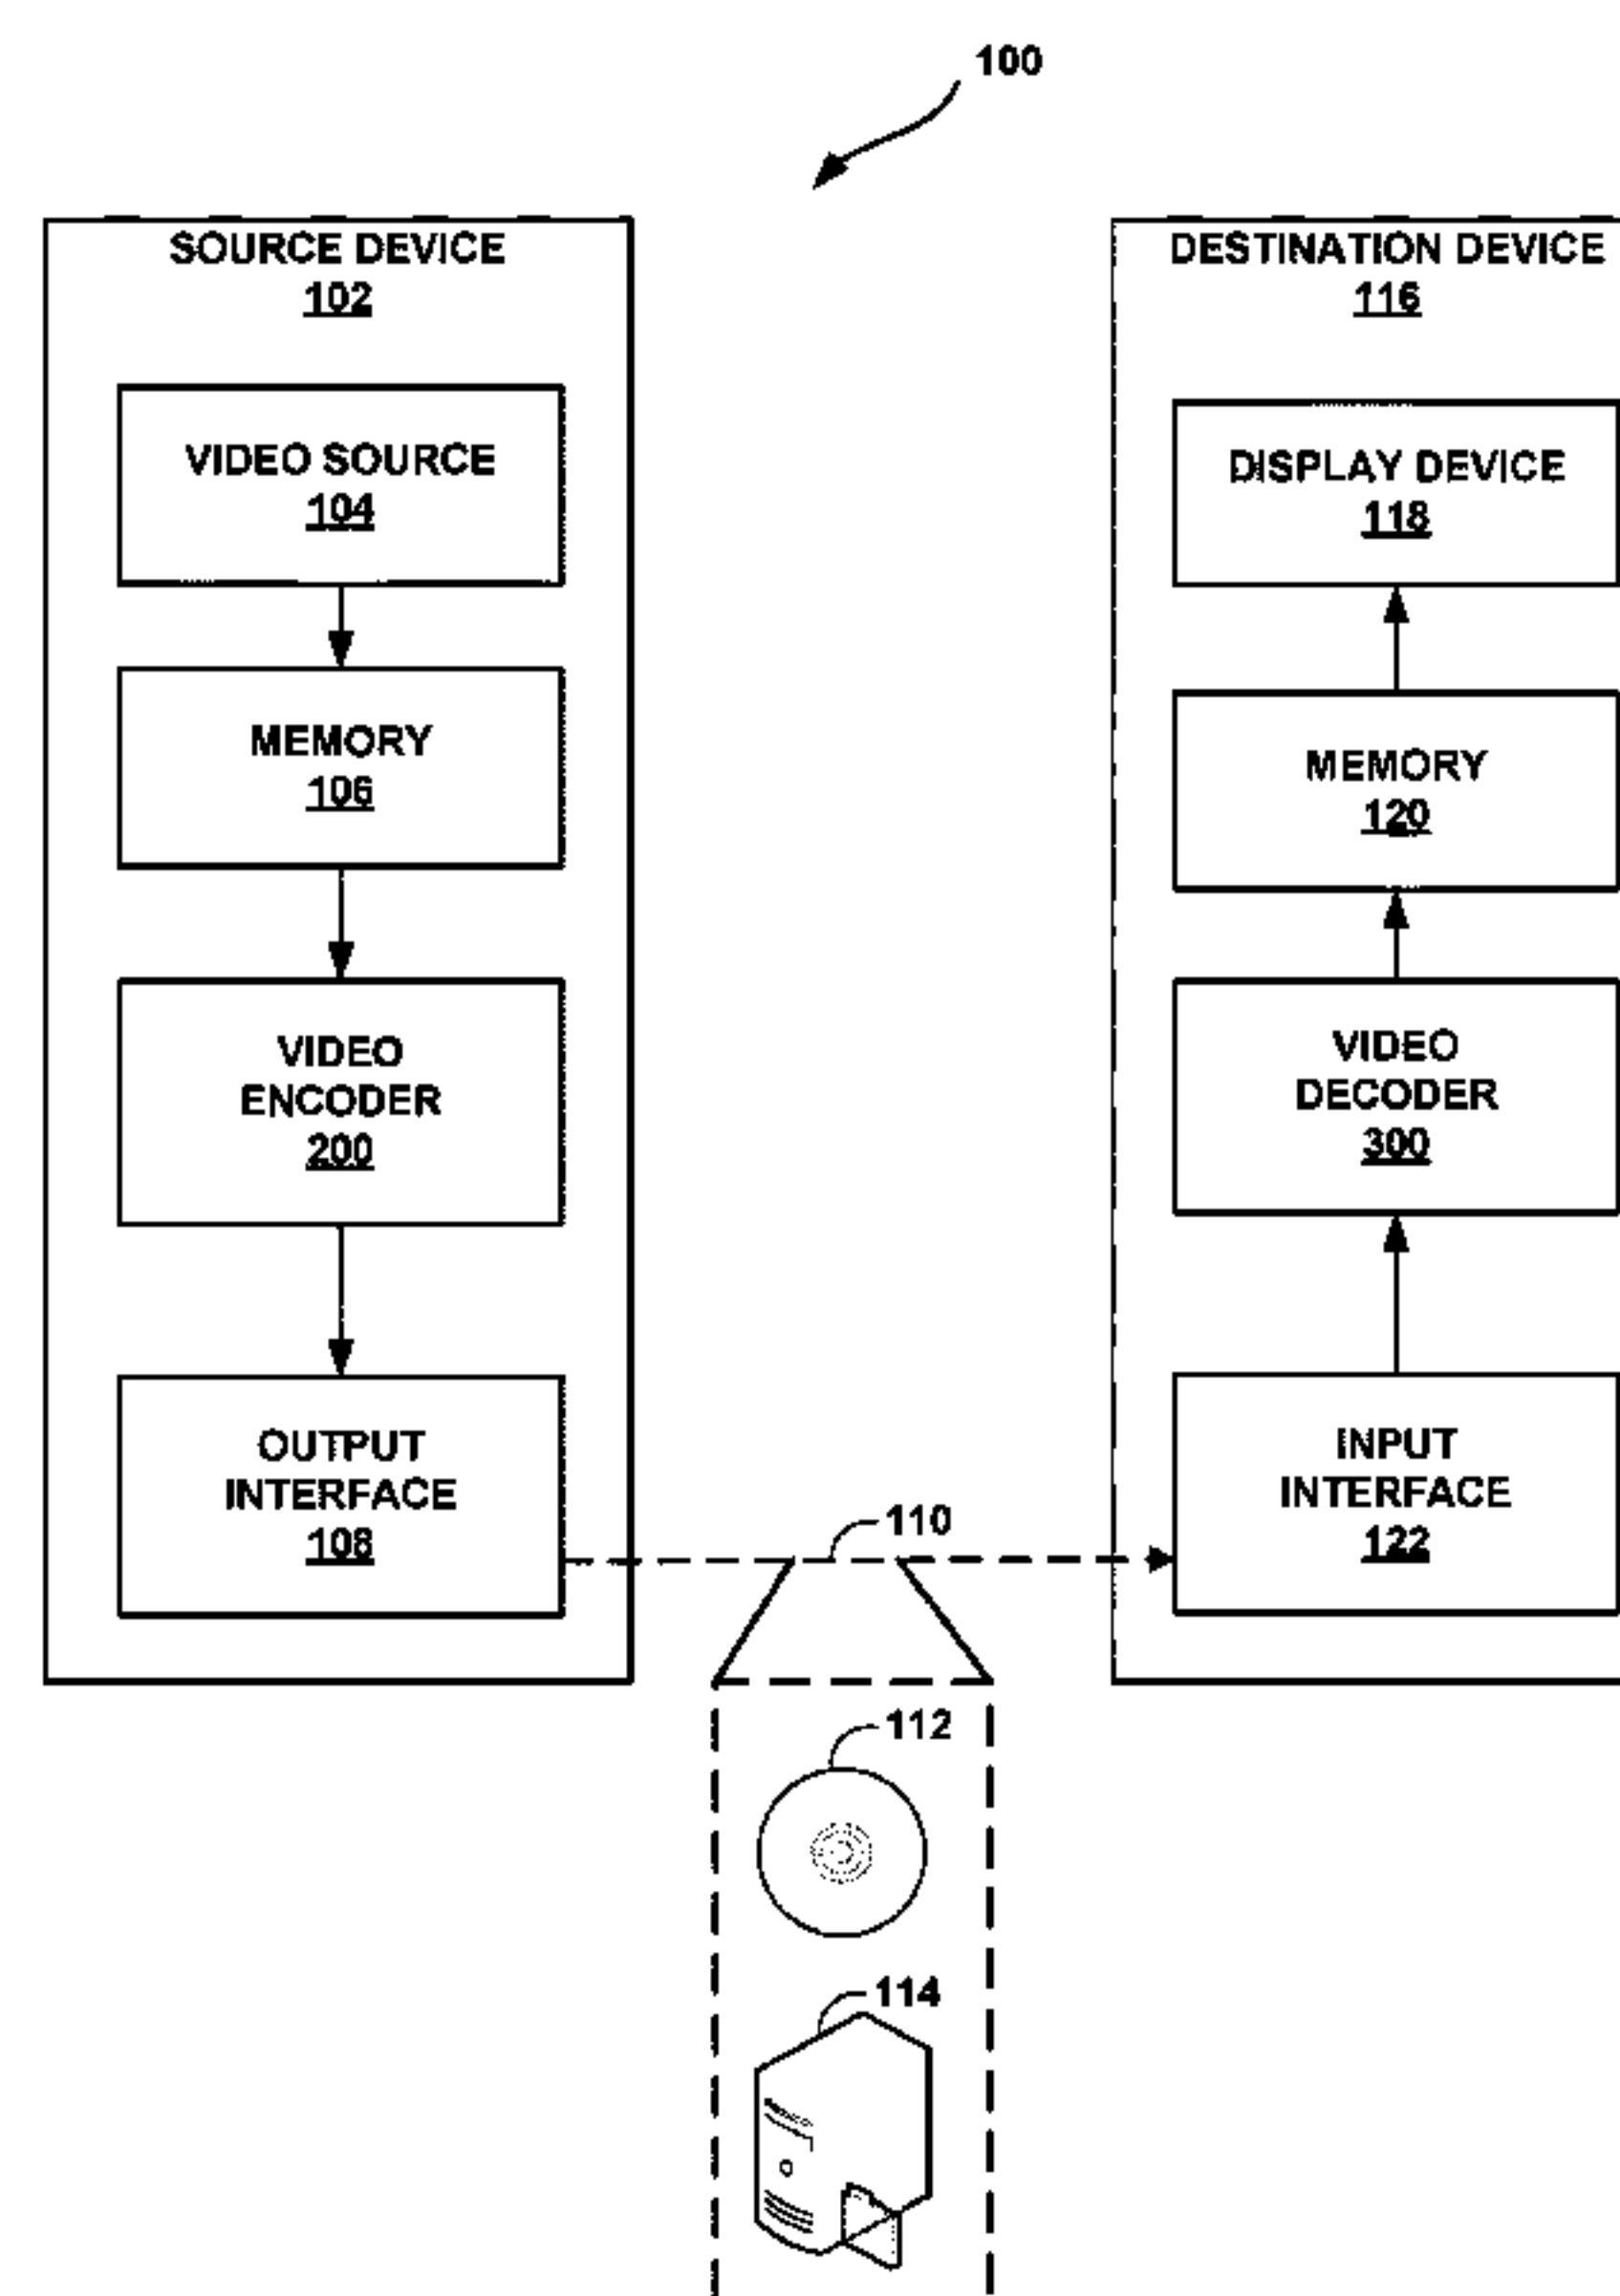 100
SOURCE DEVICE
102
VIDEO SOURCE
104
MEMORY
106
VIDEO
ENCODER
200
OUTPUT
INTERFACE
108
DESTINATION DEVICE
116
DISPLAY DEVICE
118
MEMORY
120
VIDEO
DECODER
300
INPUT
INTERFACE
122
110
112
114